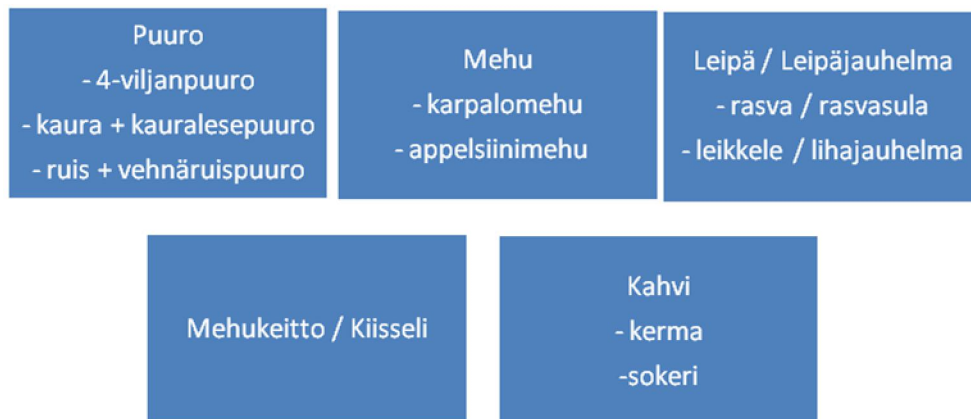 Puuro
- 4-viljanpuuro
- kaura + kauralesepuuro
- ruis + vehnäruispuuro
Mehu
- karpalomehu
- appelsiinimehu
Leipä / Leipäjauhelma
- rasva / rasvasula
- leikkele / lihajauhelma
Mehukeitto / Kiisseli
Kahvi
- kerma
-sokeri